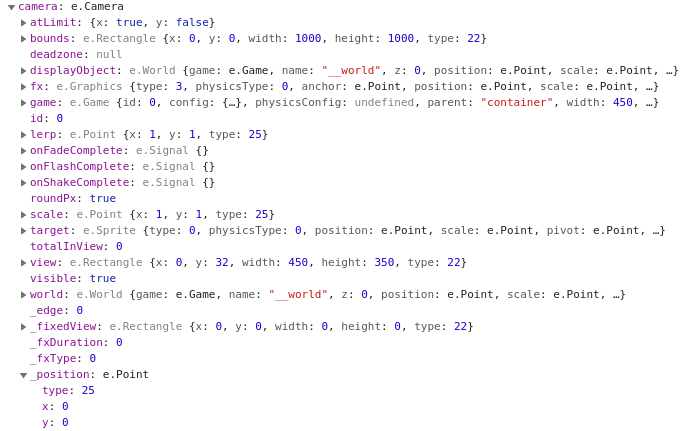 camera: e.Camera
atLimit: {x: true, y: false}
bounds: e.Rectangle {x: 0, y: 0, width: 1000, height: 1000, type: 22}
deadzone: null
displayObject: e.World {game: e.Game, name: "__world", z: 0, position: e.Point, scale: e.Point, …}
fx: e.Graphics {type: 3, physicsType: 0, anchor: e.Point, position: e.Point, scale: e.Point, …}
game: e.Game {id: 0, config: {…}, physicsConfig: undefined, parent: "container", width: 450, …}
id: 0
lerp: e.Point {x: 1, y: 1, type: 25}
onFadeComplete: e.Signal {}
onFlashComplete: e.Signal {}
onShakeComplete: e.Signal {}
roundPx: true
scale: e.Point {x: 1, y: 1, type: 25}
target: e.Sprite {type: 0, physicsType: 0, position: e.Point, scale: e.Point, pivot: e.Point, …}
totalInView: 0
view: e.Rectangle {x: 0, y: 32, width: 450, height: 350, type: 22}
visible: true
world: e.World {game: e.Game, name: "__world", z: 0, position: e.Point, scale: e.Point, …}
_edge: 0
_fixedView: e.Rectangle {x: 0, y: 0, width: 0, height: 0, type: 22}
_fxDuration: 0
_fxType: 0
_position: e.Point
type: 25
x: 0
y: 0